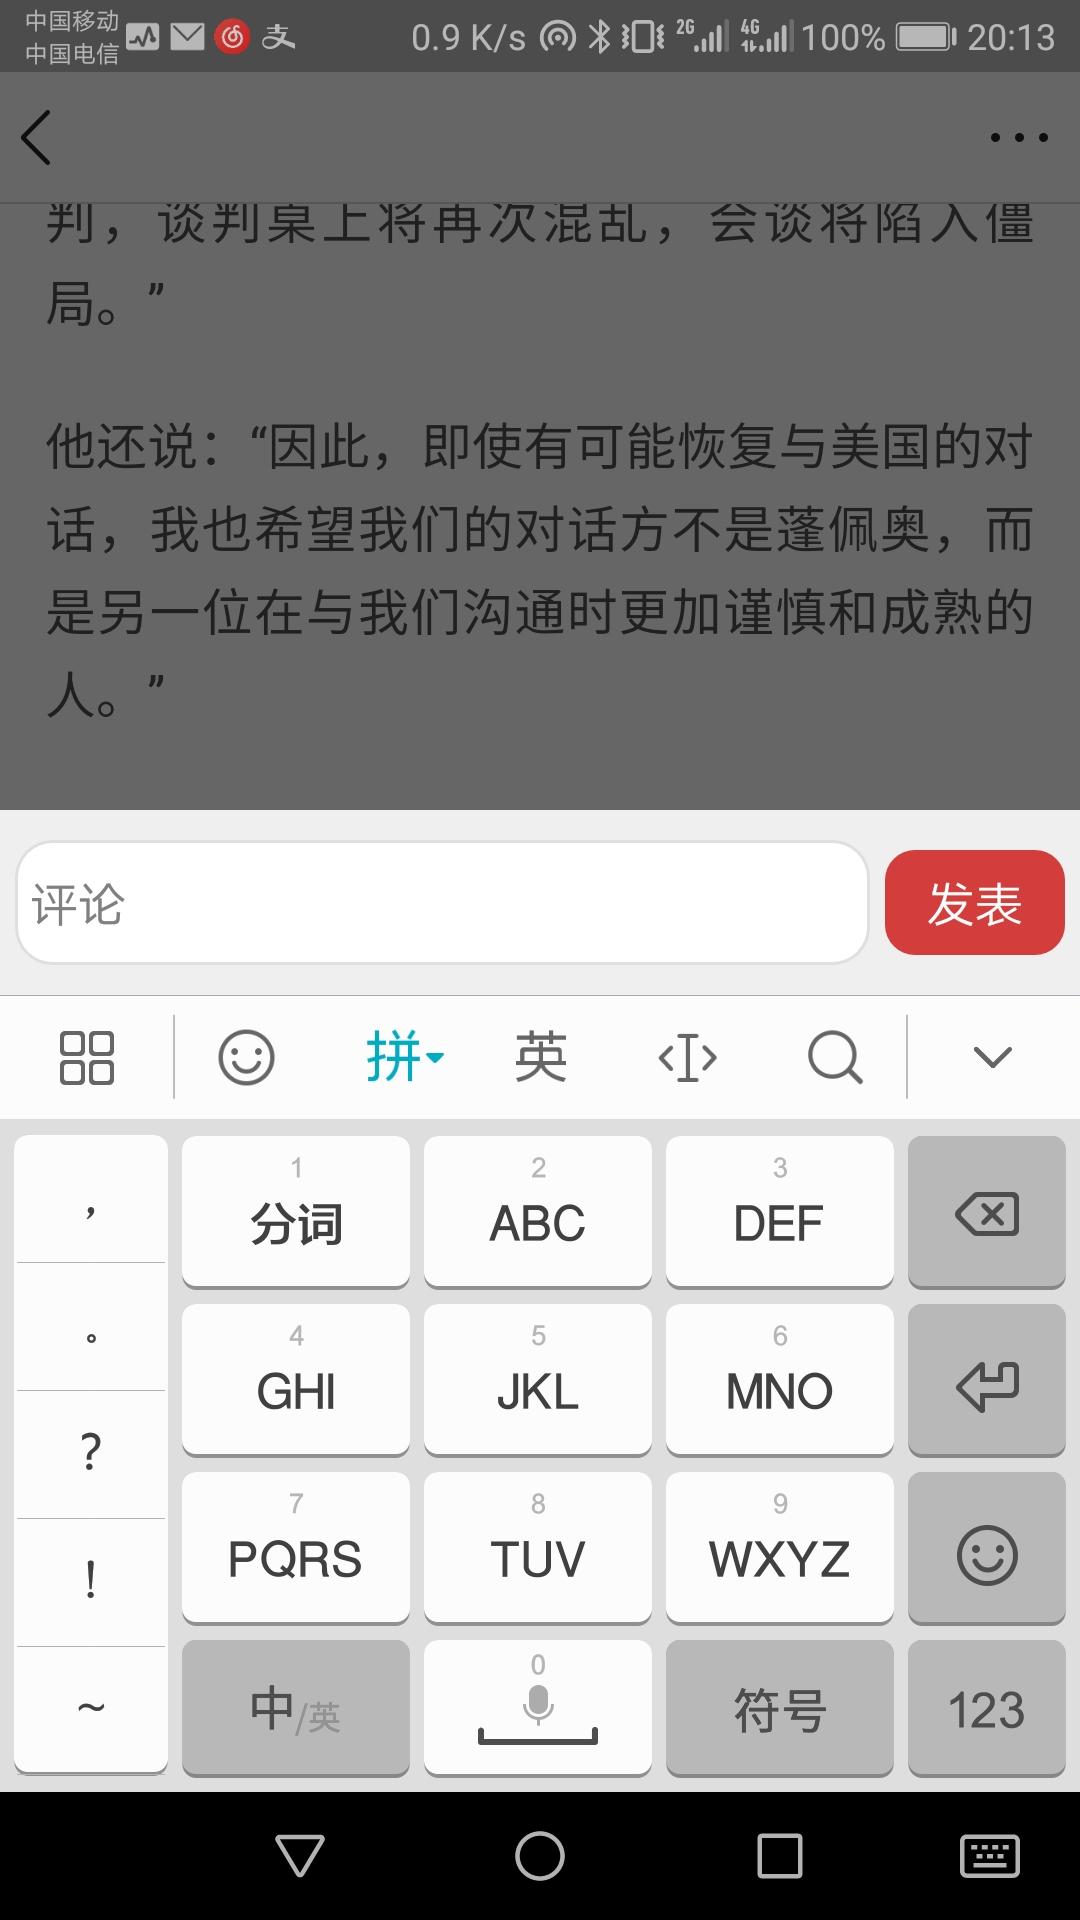 中国移动
中国电信
0.9 K/s
2G
4G
100%
20:13
判，谈判桌上将再次混乱，会谈将陷入僵
局。”
他还说：“因此，即使有可能恢复与美国的对
话，我也希望我们的对话方不是蓬佩奥，而
是另一位在与我们沟通时更加谨慎和成熟的
人。”
评论
发表
拼
英
，
。
？
！
~
1
分词
2
ABC
3
DEF
4
GHI
5
JKL
6
MNO
7
PQRS
8
TUV
9
WXYZ
中/英
0
符号
123